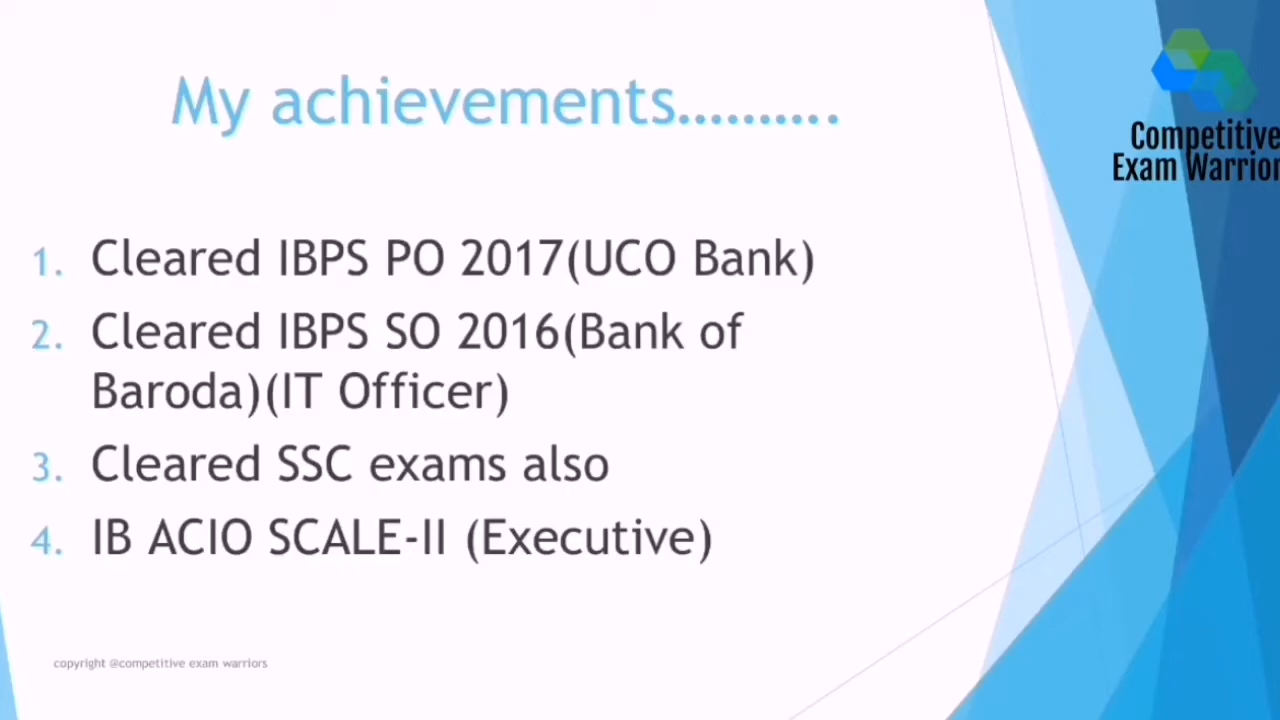 My achievements..........
Competitive
Exam Warrior
1. Cleared IBPS PO 2017(UCO Bank)
2. Cleared IBPS SO 2016(Bank of
Baroda)(IT Officer)
3. Cleared SSC exams also
4. IB ACIO SCALE-II (Executive)
copyright @competitive exam warriors